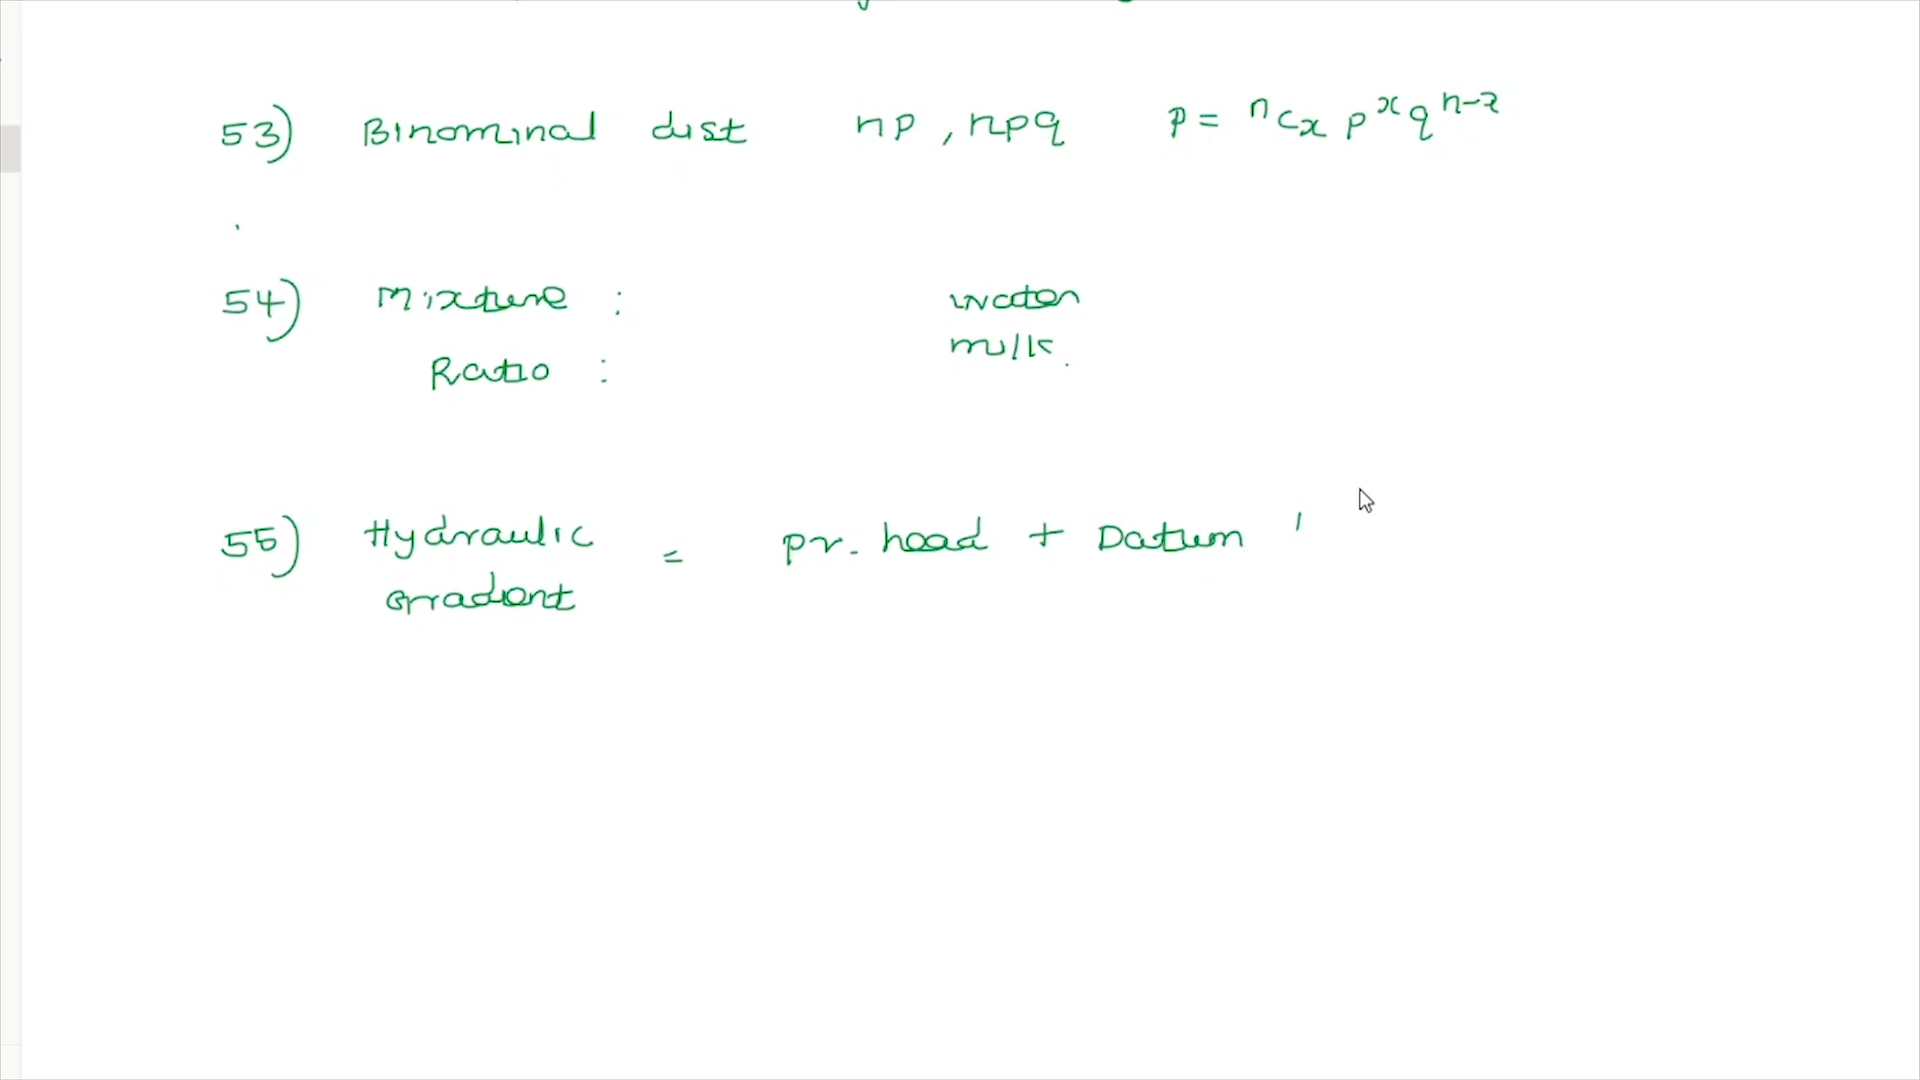 53) Binominal dist np, npq p = ⁿcₓ pˣ qⁿ⁻ˣ
54) Mixture : water
milk.
Ratio :
55) Hydraulic = pr. head + Datum
Gradient